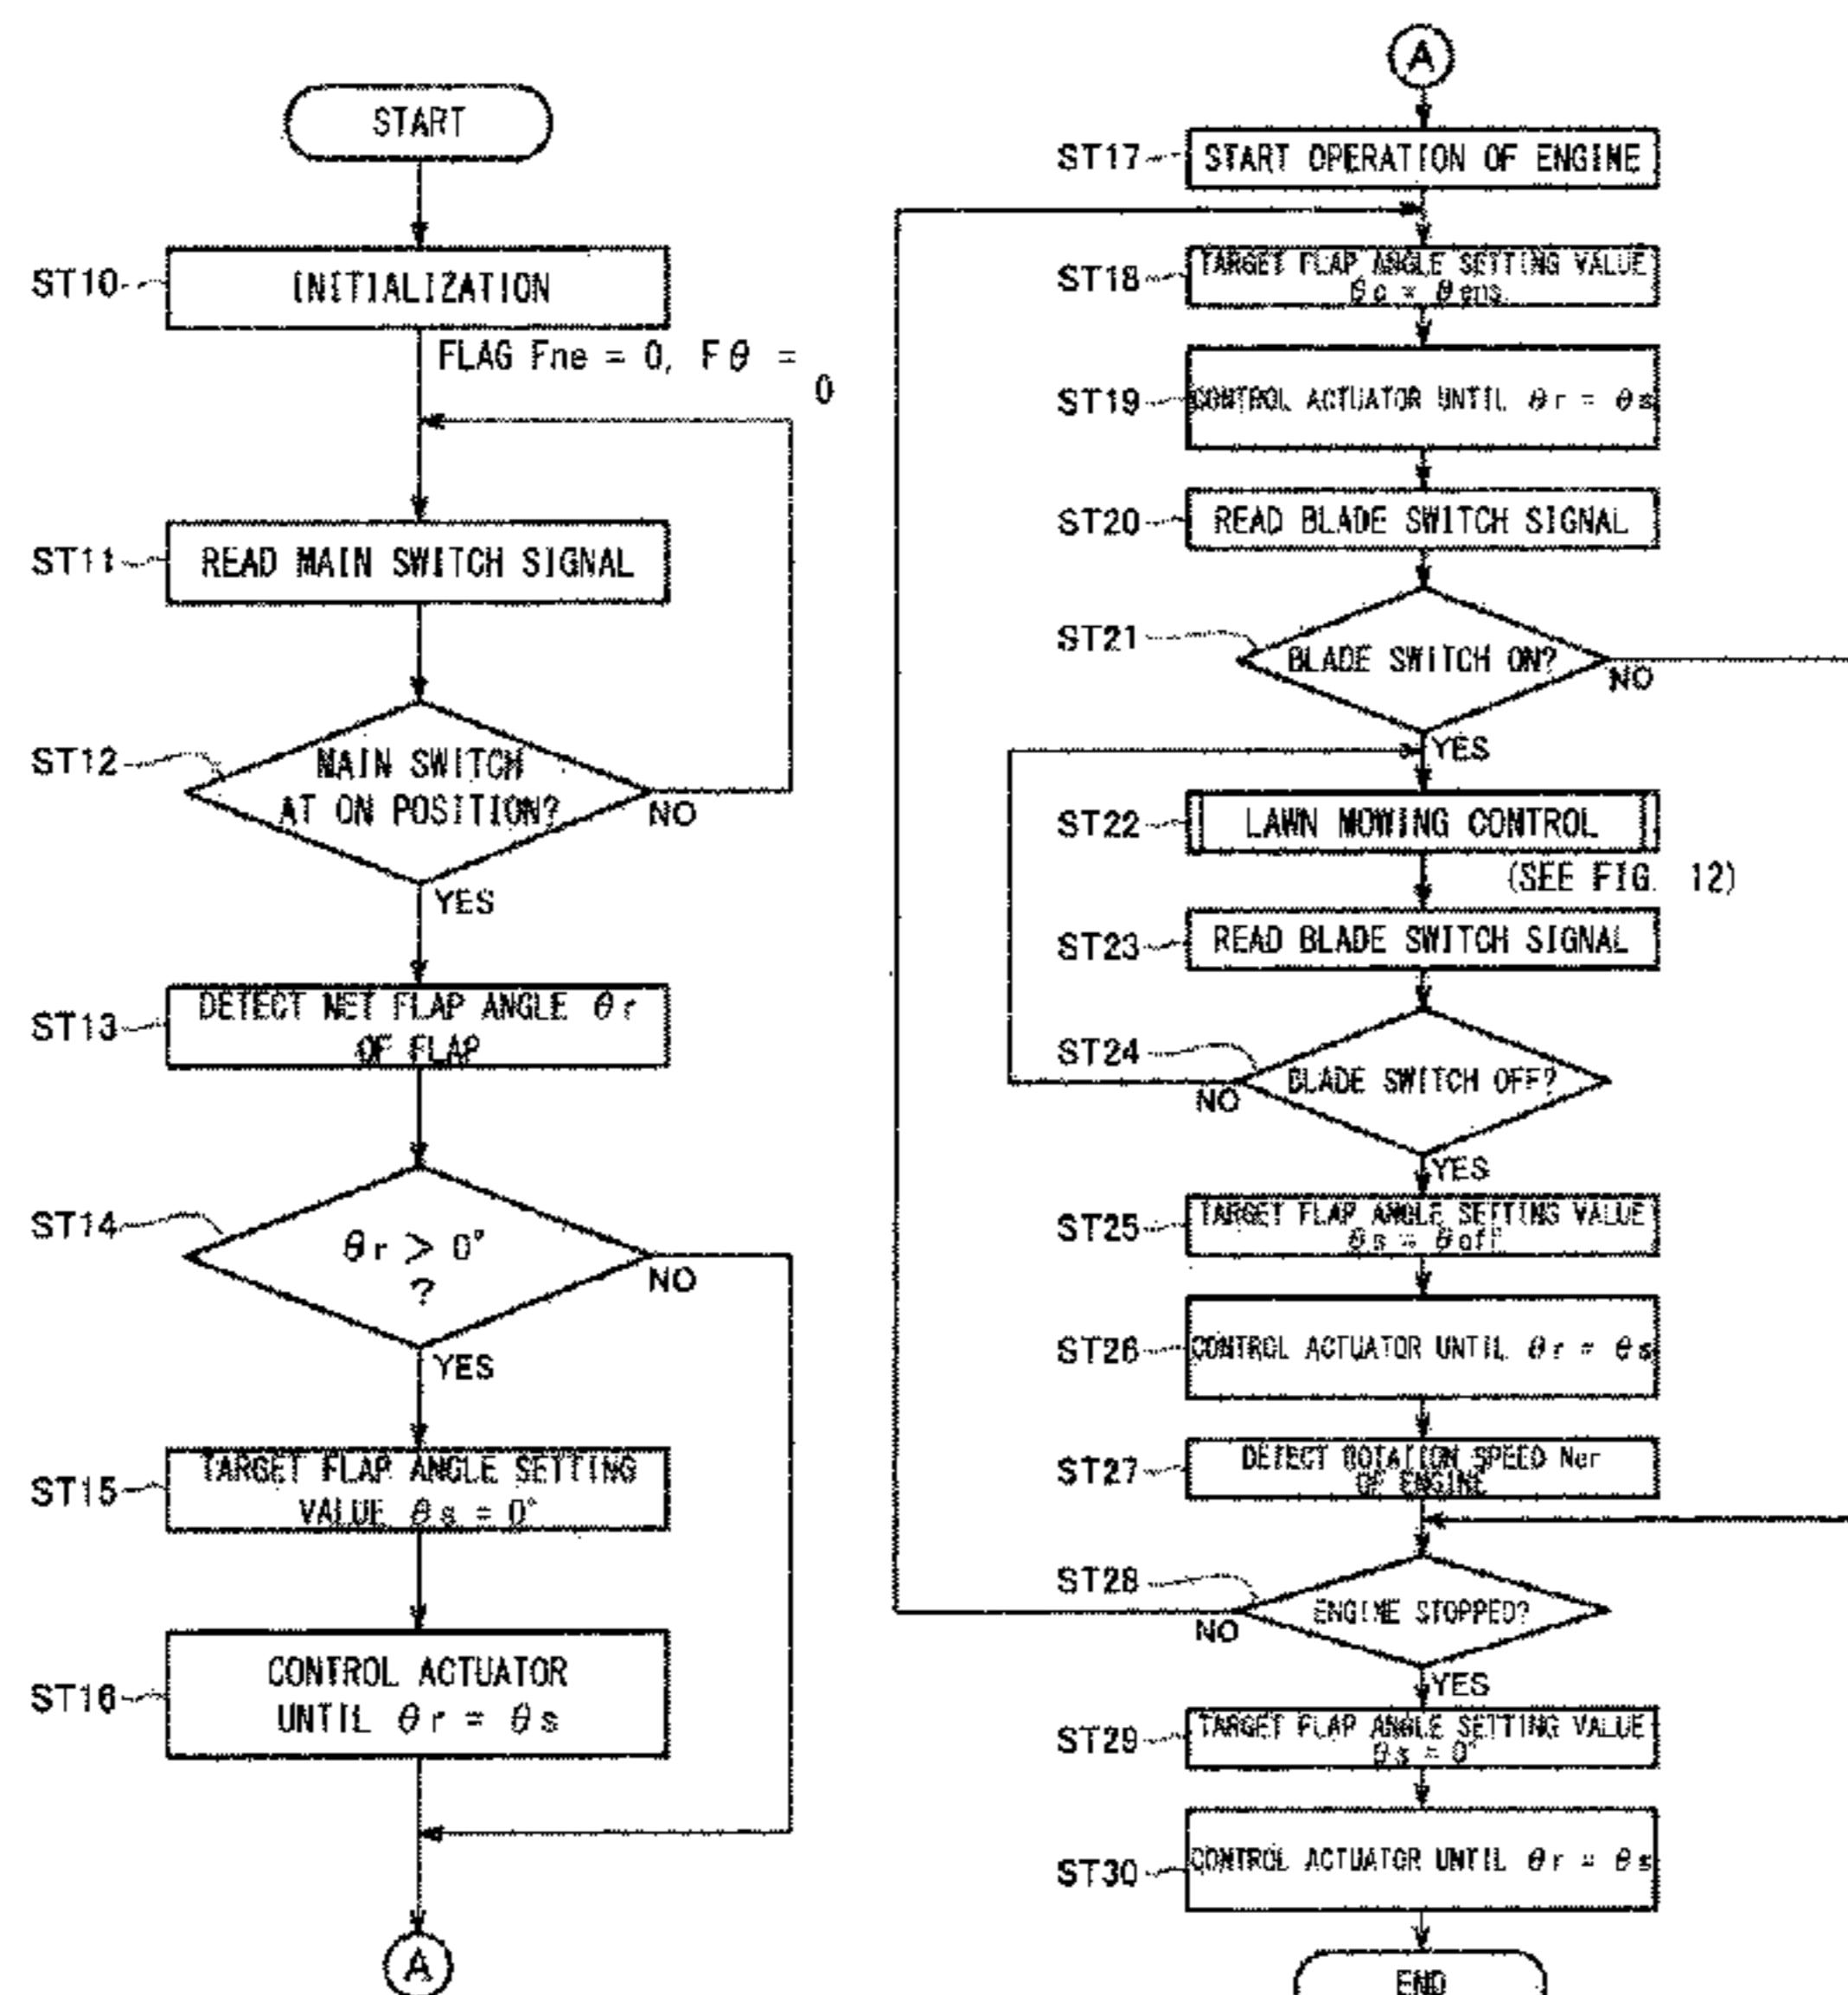 START
ST10
INITIALIZATION
FLAG Fne = 0, Fθ =
0
ST11
READ MAIN SWITCH SIGNAL
ST12
MAIN SWITCH
AT ON POSITION?
NO
YES
ST13
DETECT NET FLAP ANGLE θr
OF FLAP
ST14
θr > 0°
?
NO
YES
ST15
TARGET FLAP ANGLE SETTING
VALUE θs = 0°
ST16
CONTROL ACTUATOR
UNTIL θr = θs
A
A
ST17
START OPERATION OF ENGINE
ST18
TARGET FLAP ANGLE SETTING VALUE
ST19
CONTROL ACTUATOR UNTIL θr = θs
ST20
READ BLADE SWITCH SIGNAL
ST21
BLADE SWITCH ON?
NO
YES
ST22
LAWN MOWING CONTROL
(SEE FIG. 12)
ST23
READ BLADE SWITCH SIGNAL
ST24
BLADE SWITCH OFF?
NO
YES
ST25
TARGET FLAP ANGLE SETTING VALUE
θs = θoff
ST26
CONTROL ACTUATOR UNTIL θr = θs
ST27
DETECT ROTATION SPEED Ner
OF ENGINE
ST28
ENGINE STOPPED?
NO
YES
ST29
TARGET FLAP ANGLE SETTING VALUE
θs = 0°
ST30
CONTROL ACTUATOR UNTIL θr = θs
END